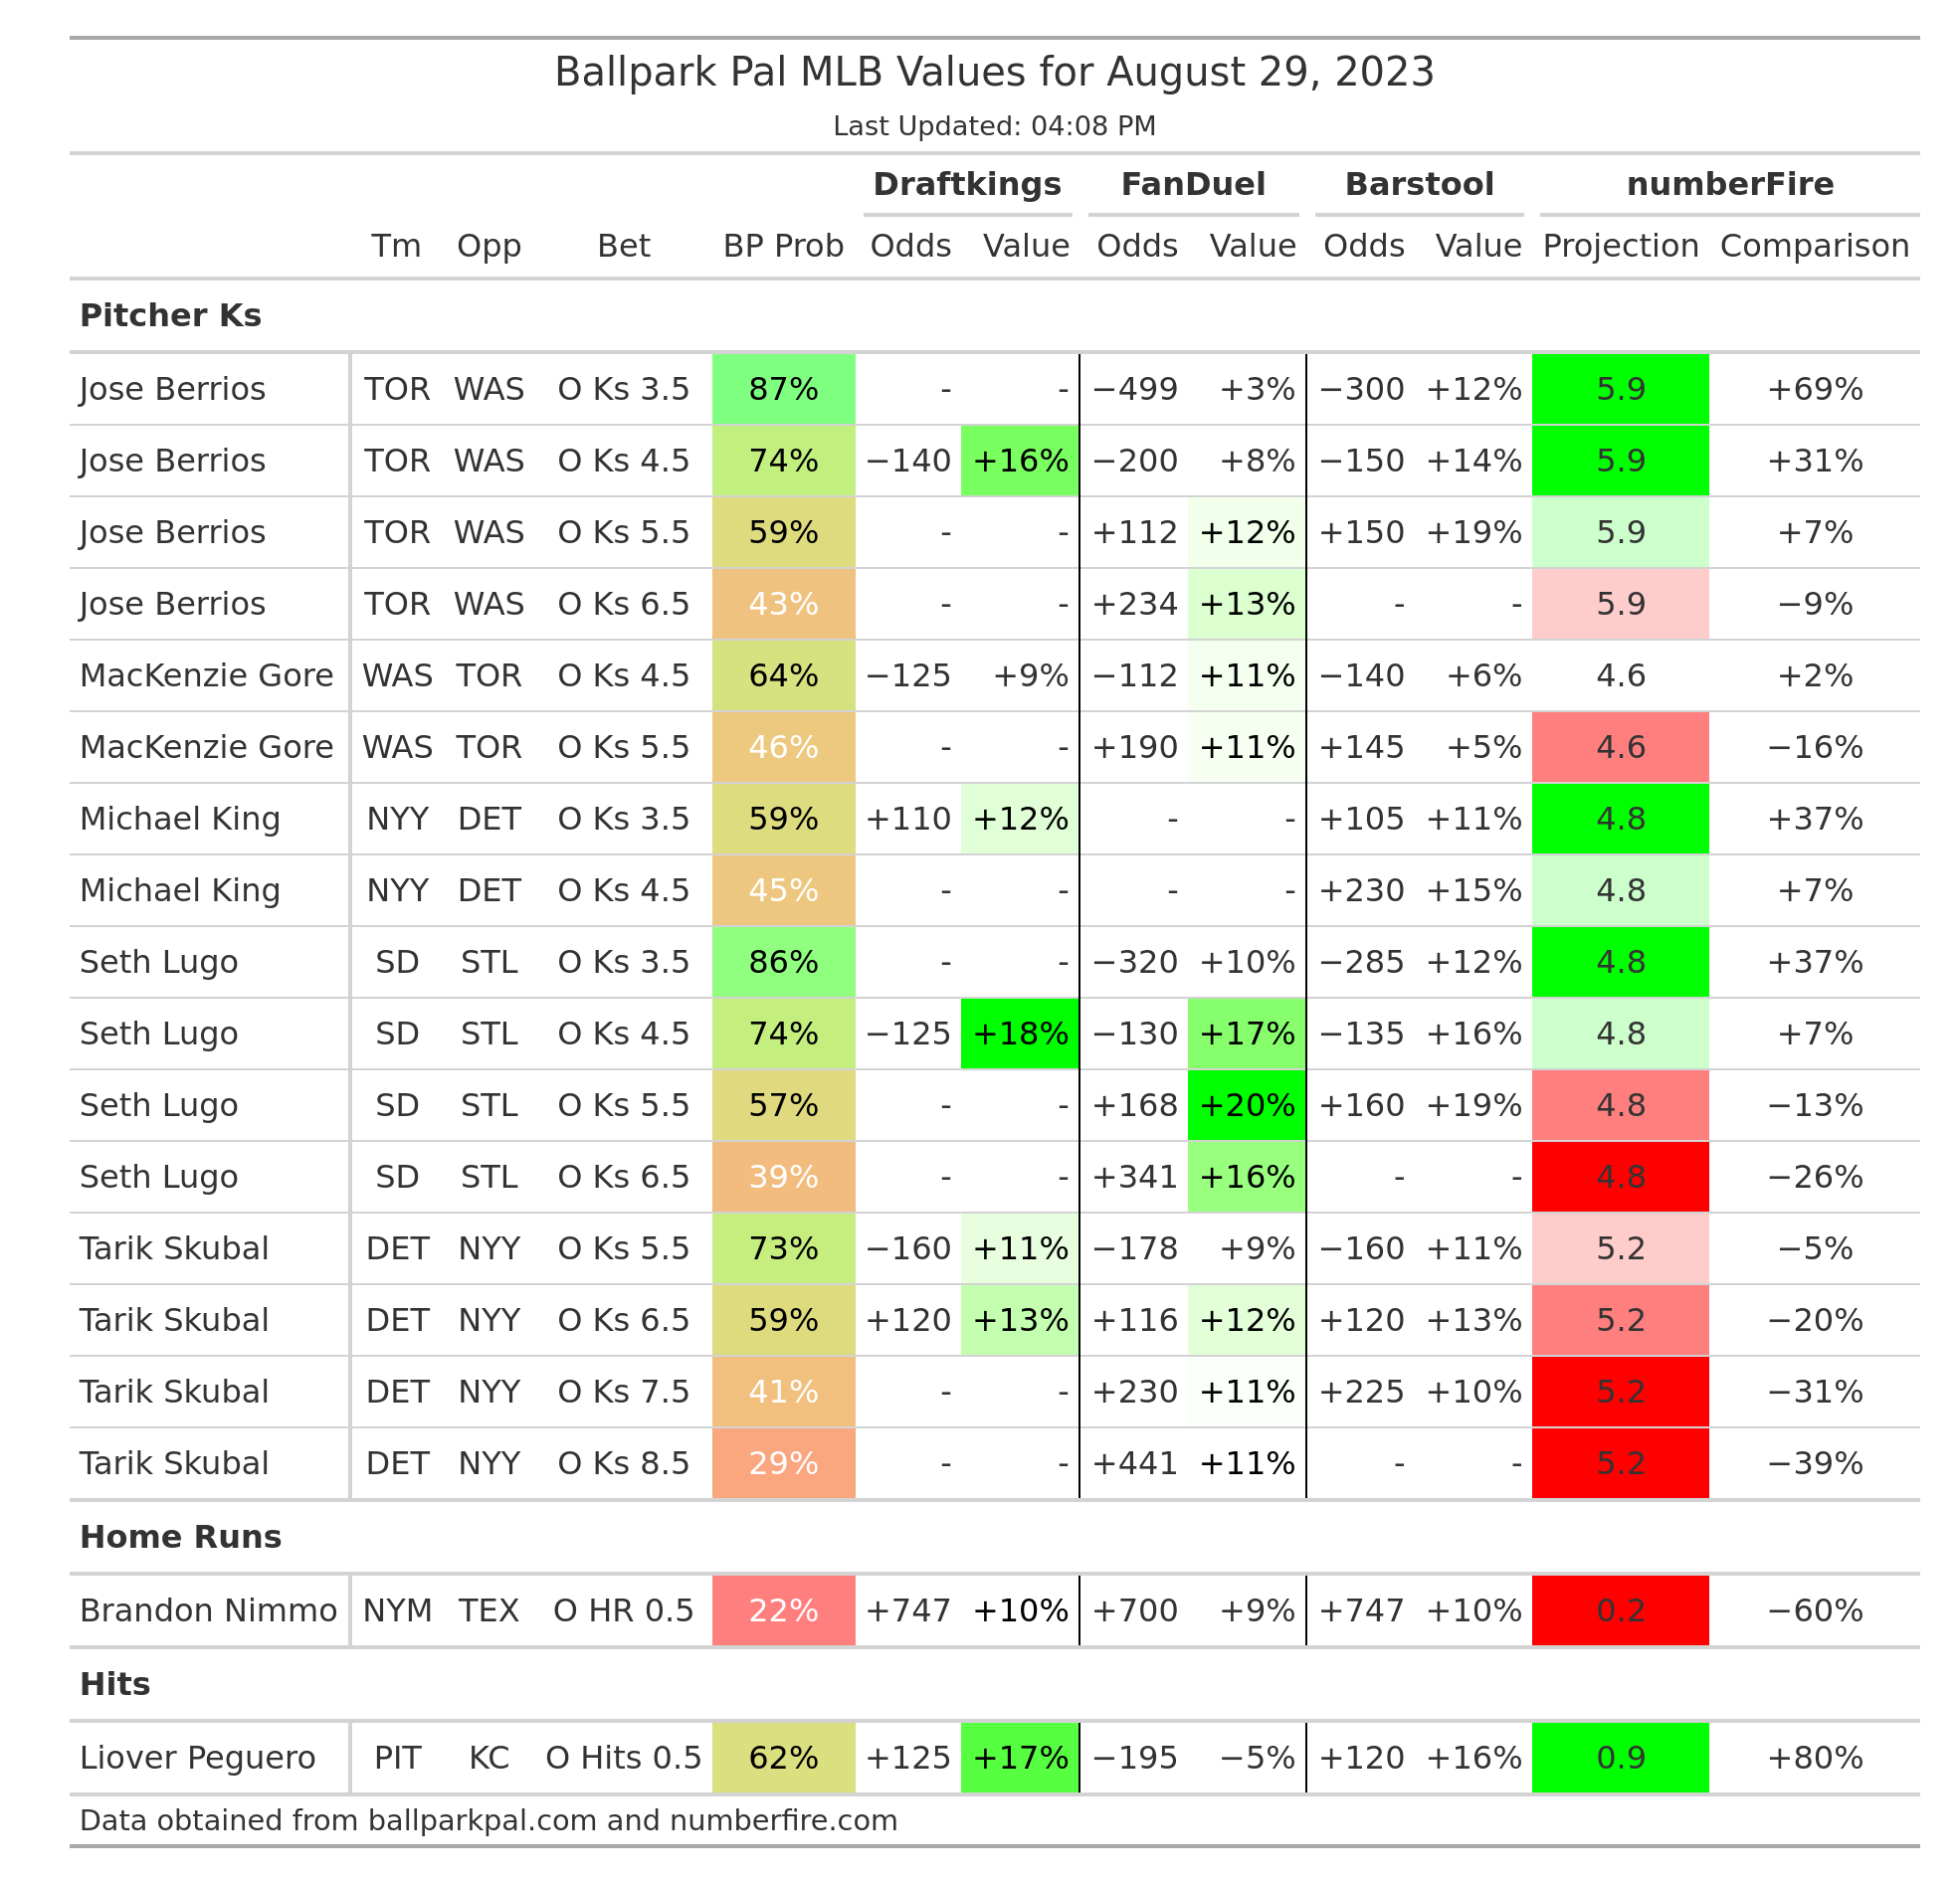 Ballpark Pal MLB Values for August 29, 2023
Last Updated: 04:08 PM
Draftkings FanDuel Barstool numberFire
Tm Opp Bet BP Prob Odds Value Odds Value Odds Value Projection Comparison
Pitcher Ks
Jose Berrios TOR WAS O Ks 3.5 87% - - −499 +3% −300 +12% 5.9 +69%
Jose Berrios TOR WAS O Ks 4.5 74% −140 +16% −200 +8% −150 +14% 5.9 +31%
Jose Berrios TOR WAS O Ks 5.5 59% - - +112 +12% +150 +19% 5.9 +7%
Jose Berrios TOR WAS O Ks 6.5 43% - - +234 +13% - - 5.9 −9%
MacKenzie Gore WAS TOR O Ks 4.5 64% −125 +9% −112 +11% −140 +6% 4.6 +2%
MacKenzie Gore WAS TOR O Ks 5.5 46% - - +190 +11% +145 +5% 4.6 −16%
Michael King NYY DET O Ks 3.5 59% +110 +12% - - +105 +11% 4.8 +37%
Michael King NYY DET O Ks 4.5 45% - - - - +230 +15% 4.8 +7%
Seth Lugo SD STL O Ks 3.5 86% - - −320 +10% −285 +12% 4.8 +37%
Seth Lugo SD STL O Ks 4.5 74% −125 +18% −130 +17% −135 +16% 4.8 +7%
Seth Lugo SD STL O Ks 5.5 57% - - +168 +20% +160 +19% 4.8 −13%
Seth Lugo SD STL O Ks 6.5 39% - - +341 +16% - - 4.8 −26%
Tarik Skubal DET NYY O Ks 5.5 73% −160 +11% −178 +9% −160 +11% 5.2 −5%
Tarik Skubal DET NYY O Ks 6.5 59% +120 +13% +116 +12% +120 +13% 5.2 −20%
Tarik Skubal DET NYY O Ks 7.5 41% - - +230 +11% +225 +10% 5.2 −31%
Tarik Skubal DET NYY O Ks 8.5 29% - - +441 +11% - - 5.2 −39%
Home Runs
Brandon Nimmo NYM TEX O HR 0.5 22% +747 +10% +700 +9% +747 +10% 0.2 −60%
Hits
Liover Peguero PIT KC O Hits 0.5 62% +125 +17% −195 −5% +120 +16% 0.9 +80%
Data obtained from ballparkpal.com and numberfire.com